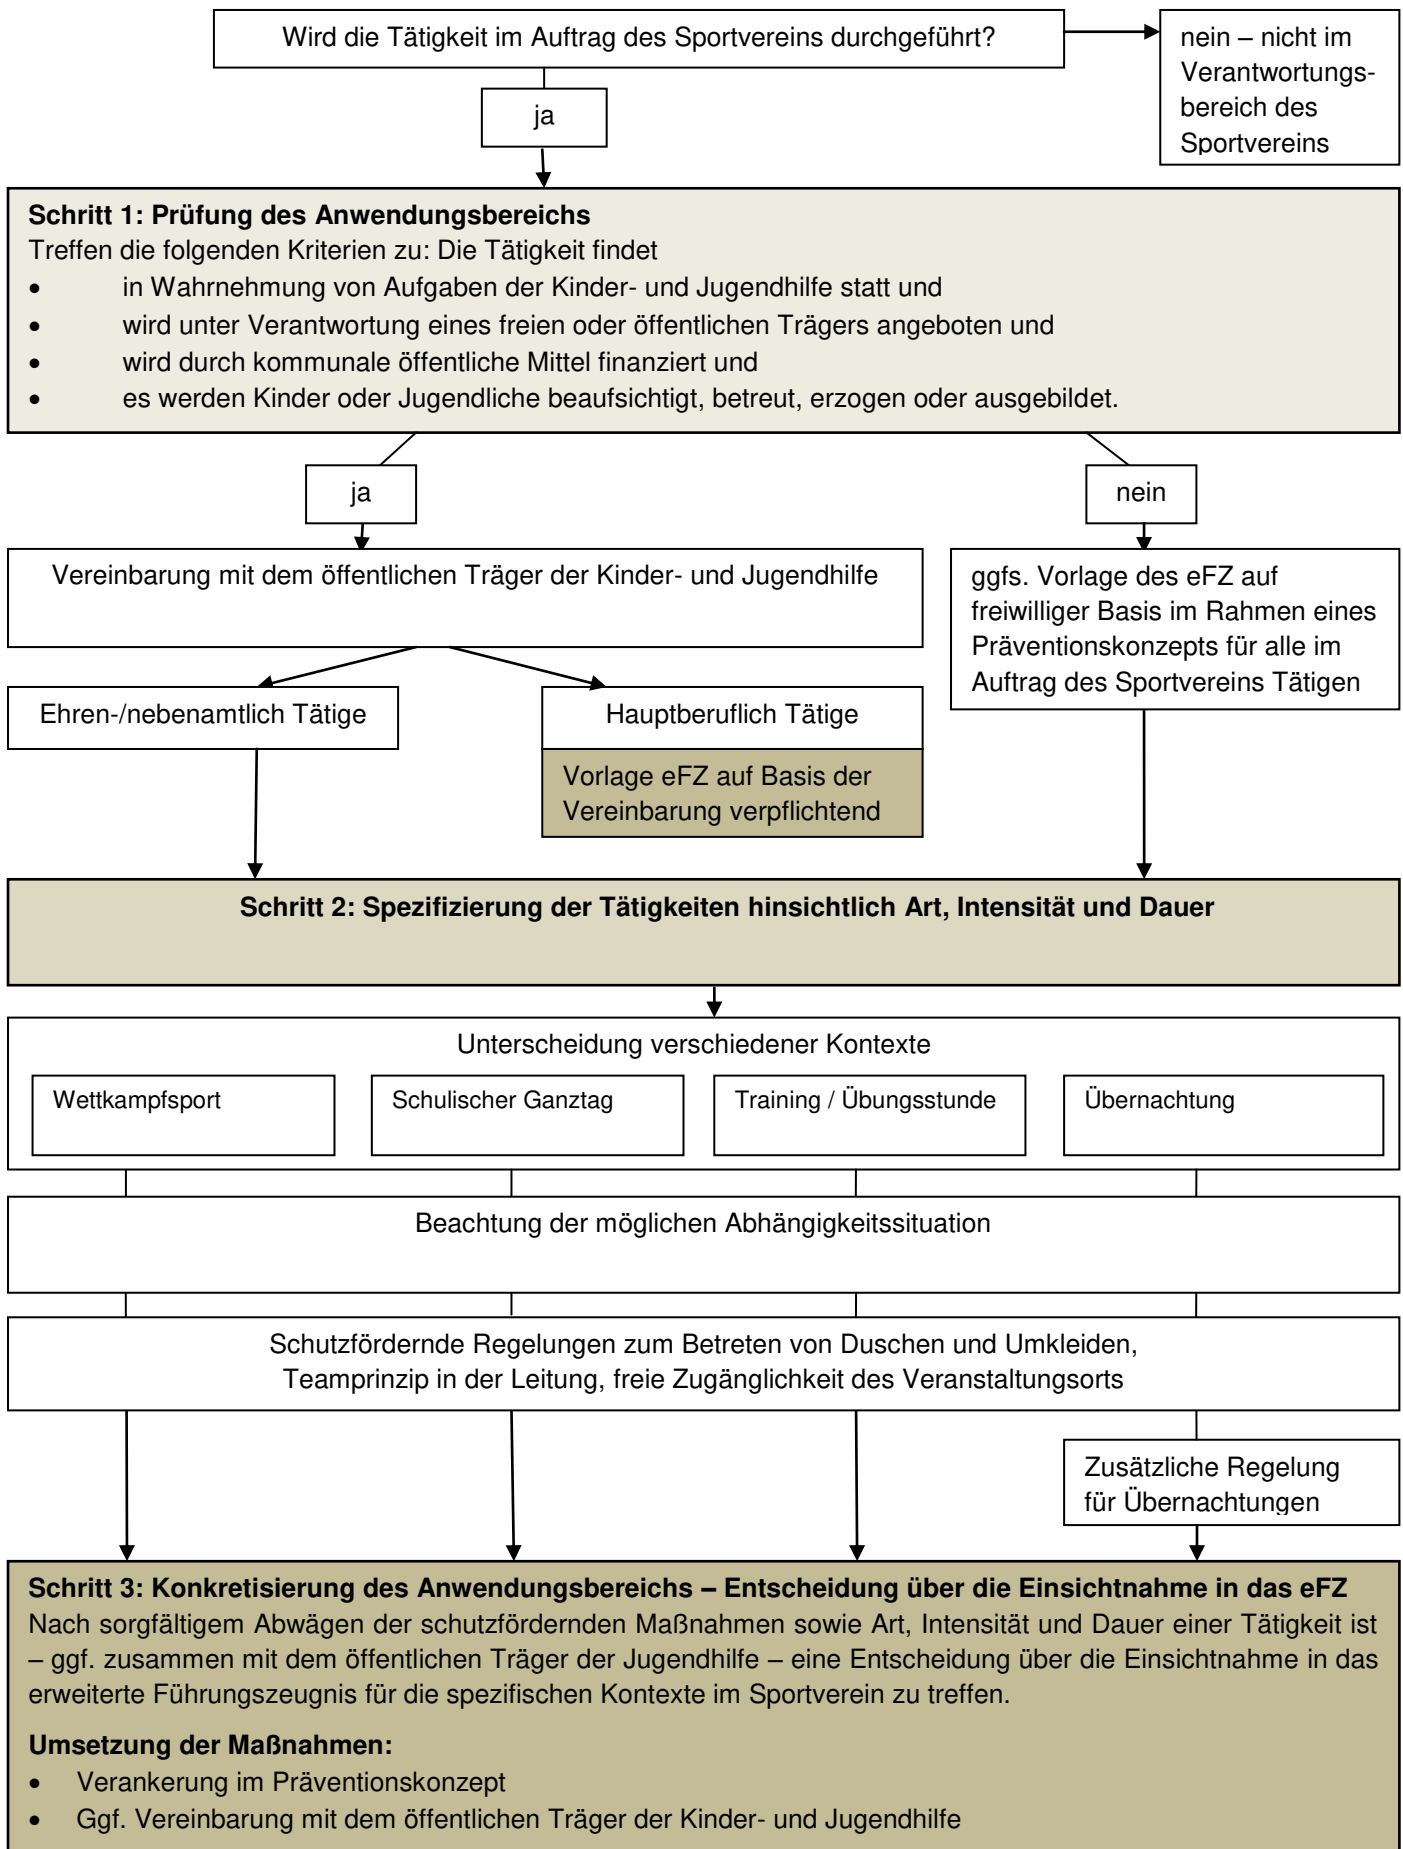 Wird die Tätigkeit im Auftrag des Sportvereins durchgeführt?
nein – nicht im
Verantwortungs-
bereich des
Sportvereins
ja
Schritt 1: Prüfung des Anwendungsbereichs
Treffen die folgenden Kriterien zu: Die Tätigkeit findet
• in Wahrnehmung von Aufgaben der Kinder- und Jugendhilfe statt und
• wird unter Verantwortung eines freien oder öffentlichen Trägers angeboten und
• wird durch kommunale öffentliche Mittel finanziert und
• es werden Kinder oder Jugendliche beaufsichtigt, betreut, erzogen oder ausgebildet.
ja
nein
Vereinbarung mit dem öffentlichen Träger der Kinder- und Jugendhilfe
ggfs. Vorlage des eFZ auf
freiwilliger Basis im Rahmen eines
Präventionskonzepts für alle im
Auftrag des Sportvereins Tätigen
Ehren-/nebenamtlich Tätige
Hauptberuflich Tätige
Vorlage eFZ auf Basis der
Vereinbarung verpflichtend
Schritt 2: Spezifizierung der Tätigkeiten hinsichtlich Art, Intensität und Dauer
Unterscheidung verschiedener Kontexte
Wettkampfsport
Schulischer Ganztag
Training / Übungsstunde
Übernachtung
Beachtung der möglichen Abhängigkeitssituation
Schutzfördernde Regelungen zum Betreten von Duschen und Umkleiden,
Teamprinzip in der Leitung, freie Zugänglichkeit des Veranstaltungsorts
Zusätzliche Regelung
für Übernachtungen
Schritt 3: Konkretisierung des Anwendungsbereichs – Entscheidung über die Einsichtnahme in das eFZ
Nach sorgfältigem Abwägen der schutzfördernden Maßnahmen sowie Art, Intensität und Dauer einer Tätigkeit ist
– ggf. zusammen mit dem öffentlichen Träger der Jugendhilfe – eine Entscheidung über die Einsichtnahme in das
erweiterte Führungszeugnis für die spezifischen Kontexte im Sportverein zu treffen.
Umsetzung der Maßnahmen:
• Verankerung im Präventionskonzept
• Ggf. Vereinbarung mit dem öffentlichen Träger der Kinder- und Jugendhilfe